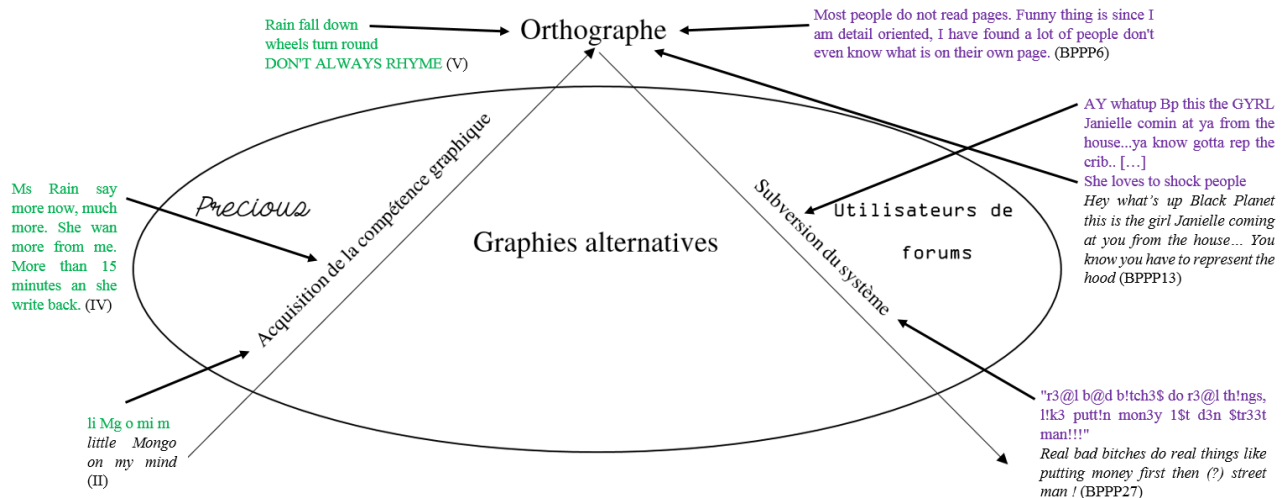 Rain fall down
wheels turn round
DON'T ALWAYS RHYME (V)
Orthographe
Most people do not read pages. Funny thing is since I
am detail oriented, I have found a lot of people don't
even know what is on their own page. (BPPP6)
AY whatup Bp this the GYRL
Janielle comin at ya from the
house...ya know gotta rep the
crib.. […]
She loves to shock people
Hey what's up Black Planet
this is the girl Janielle coming
at you from the house… You
know you have to represent the
hood (BPPP13)
Ms Rain say
more now, much
more. She wan
more from me.
More than 15
minutes an she
write back. (IV)
Precious
Acquisition de la compétence graphique
Graphies alternatives
Subversion du système
Utilisateurs de
forums
li Mg o mi m
little Mongo
on my mind
(II)
"r3@l b@d b!tch3$ do r3@l th!ngs,
l!k3 putt!n mon3y 1$t d3n $tr33t
man!!!"
Real bad bitches do real things like
putting money first then (?) street
man ! (BPPP27)